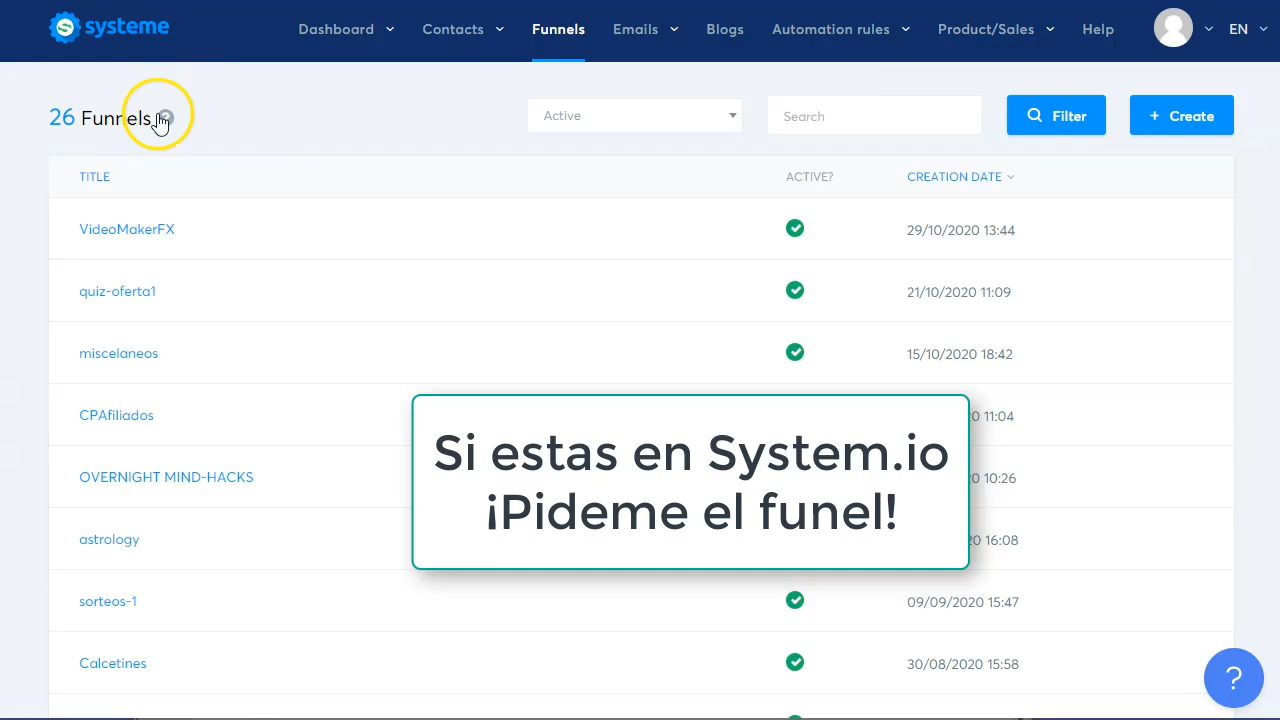 systeme
Dashboard
Contacts
Funnels
Emails
Blogs
Automation rules
Product/Sales
Help
EN
26 Funnels
Active
Search
Filter
+ Create
TITLE
ACTIVE?
CREATION DATE
VideoMakerFX
29/10/2020 13:44
quiz-oferta1
21/10/2020 11:09
miscelaneos
15/10/2020 18:42
CPAfiliados
0 11:04
OVERNIGHT MIND-HACKS
0 10:26
astrology
20 16:08
Si estas en System.io
¡Pideme el funel!
sorteos-1
09/09/2020 15:47
Calcetines
30/08/2020 15:58
?